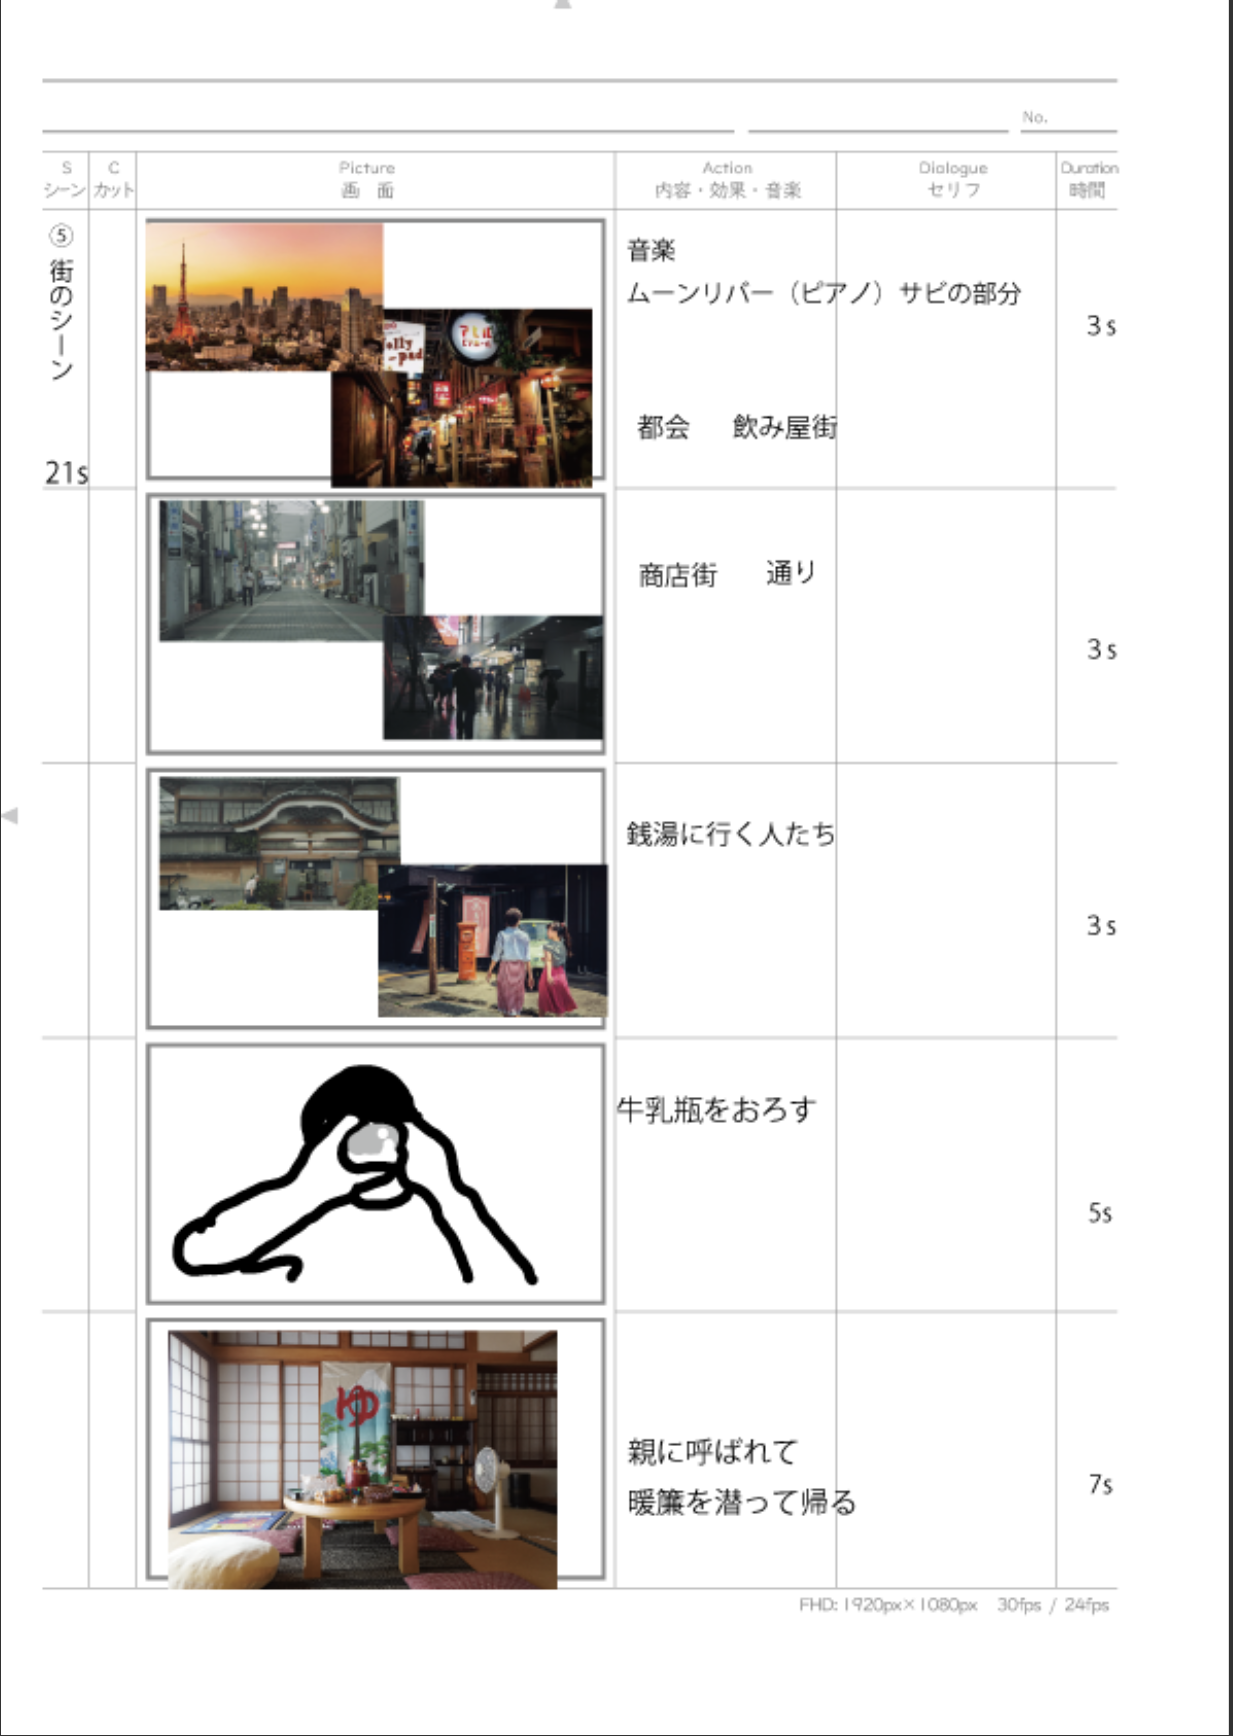 No.
S
シーン
C
カット
Picture
画 面
Action
内容・効果・音楽
Dialogue
セリフ
Duration
時間
⑤ 街のシーン
21s
音楽
ムーンリバー（ピアノ）サビの部分
都会 飲み屋街
3s
olly
-pad
商店街 通り
3s
銭湯に行く人たち
3s
牛乳瓶をおろす
5s
ゆ
親に呼ばれて
暖簾を潜って帰る
7s
FHD: 1920px×1080px 30fps / 24fps